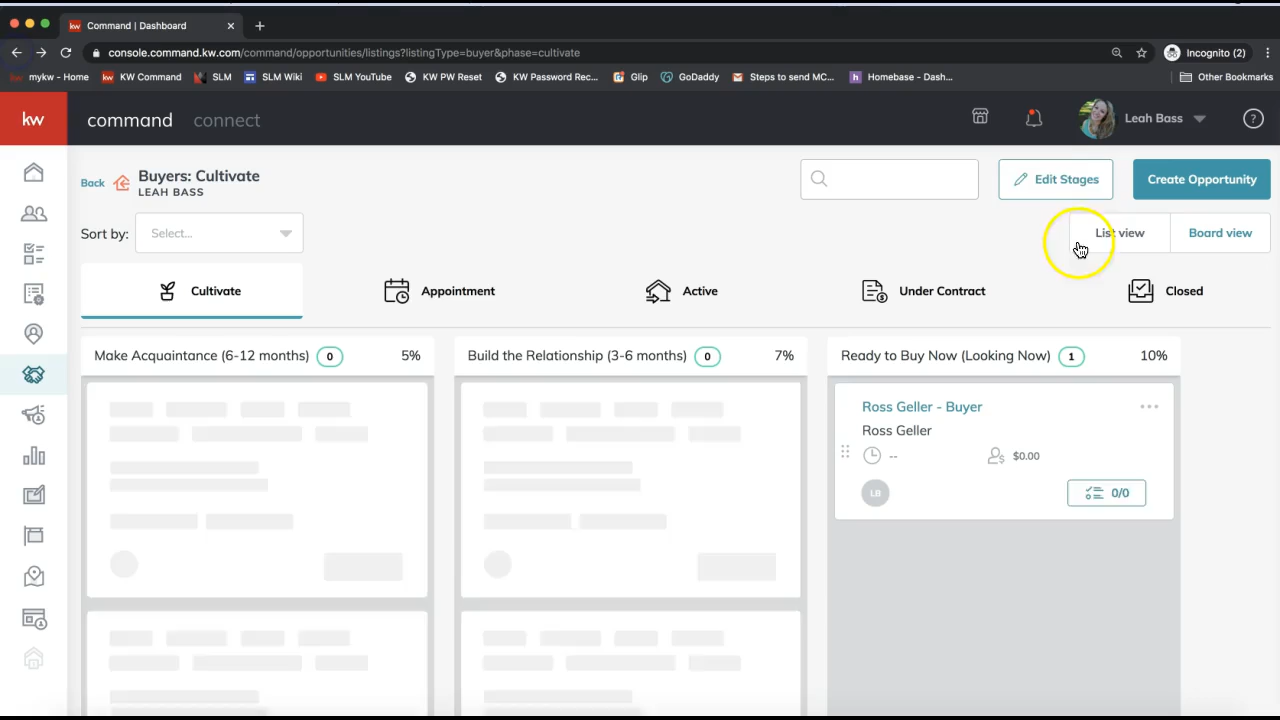 Command | Dashboard
console.command.kw.com/command/opportunities/listings?listingType=buyer&phase=cultivate
Incognito (2)
mykw - Home
KW Command
SLM
SLM Wiki
SLM YouTube
KW PW Reset
KW Password Rec...
Glip
GoDaddy
Steps to send MC...
Homebase - Dash...
Other Bookmarks
kw
command
connect
Leah Bass
Back
Buyers: Cultivate
LEAH BASS
Edit Stages
Create Opportunity
Sort by:
Select...
List view
Board view
Cultivate
Appointment
Active
Under Contract
Closed
Make Acquaintance (6-12 months) 0 5%
Build the Relationship (3-6 months) 0 7%
Ready to Buy Now (Looking Now) 1 10%
Ross Geller - Buyer
Ross Geller
--
$0.00
LB
0/0